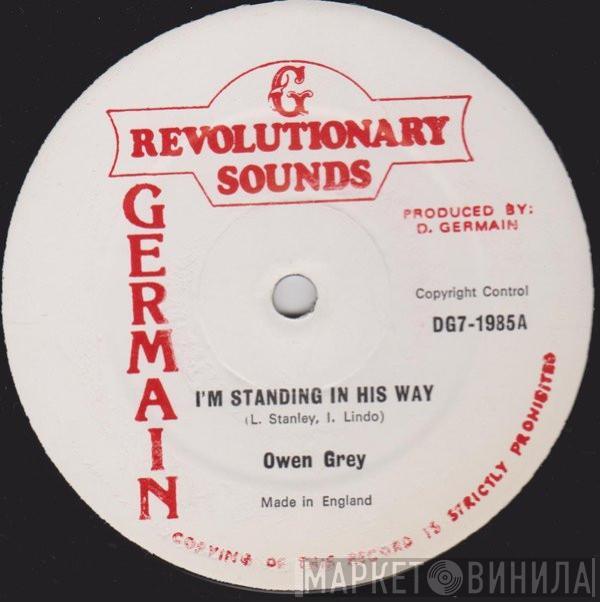 G
REVOLUTIONARY
SOUNDS
GERMAIN
PRODUCED BY:
D. GERMAIN
Copyright Control
DG7-1985A
I'M STANDING IN HIS WAY
(L. Stanley, I. Lindo)
Owen Grey
Made in England
COPYING OF THIS RECORD IS STRICTLY PROHIBITED
МАРКЕТ ВИНИЛА